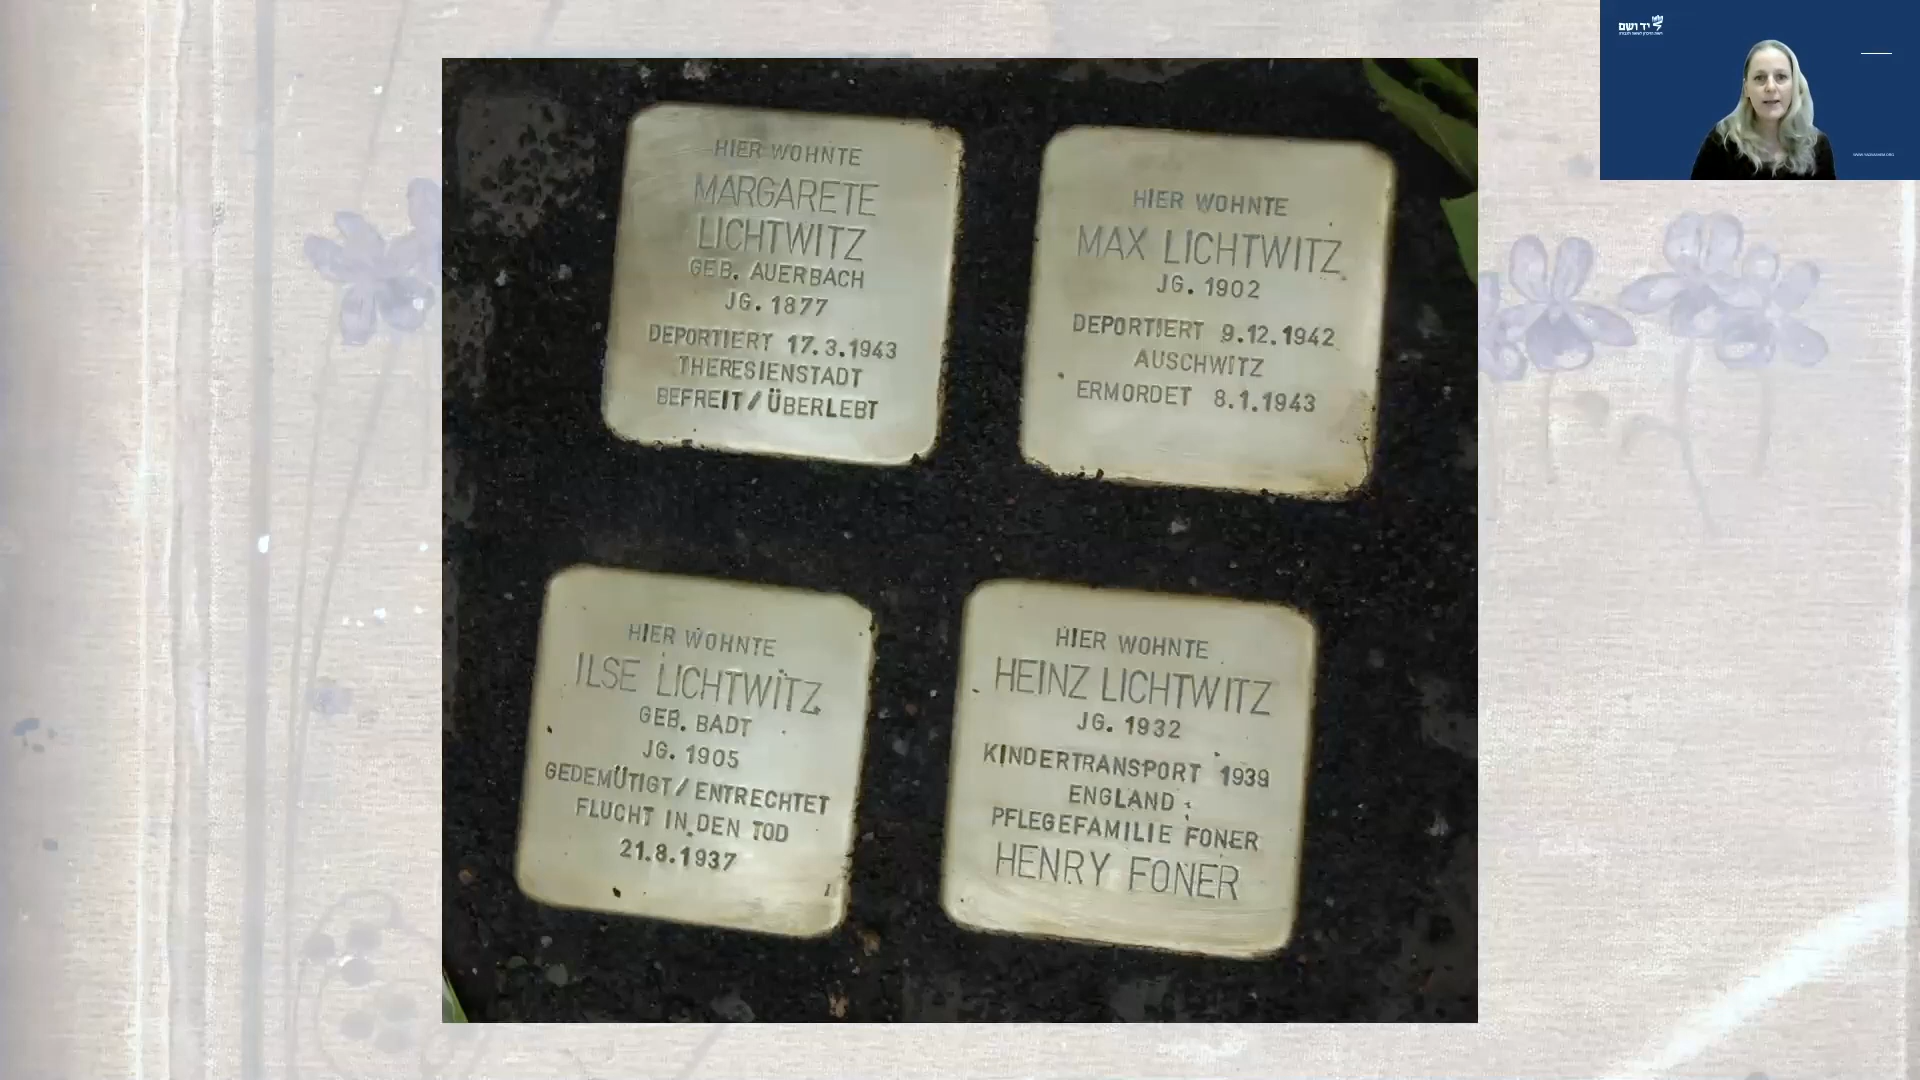 HIER WOHNTE
MARGARETE
LICHTWITZ
GEB. AUERBACH
JG. 1877
DEPORTIERT 17.3.1943
THERESIENSTADT
BEFREIT / ÜBERLEBT
HIER WOHNTE
MAX LICHTWITZ
JG. 1902
DEPORTIERT 9.12.1942
AUSCHWITZ
ERMORDET 8.1.1943
HIER WOHNTE
ILSE LICHTWITZ
GEB. BADT
JG. 1905
GEDEMÜTIGT / ENTRECHTET
FLUCHT IN DEN TOD
21.8.1937
HIER WOHNTE
HEINZ LICHTWITZ
JG. 1932
KINDERTRANSPORT 1939
ENGLAND
PFLEGEFAMILIE FONER
HENRY FONER
יד ושם